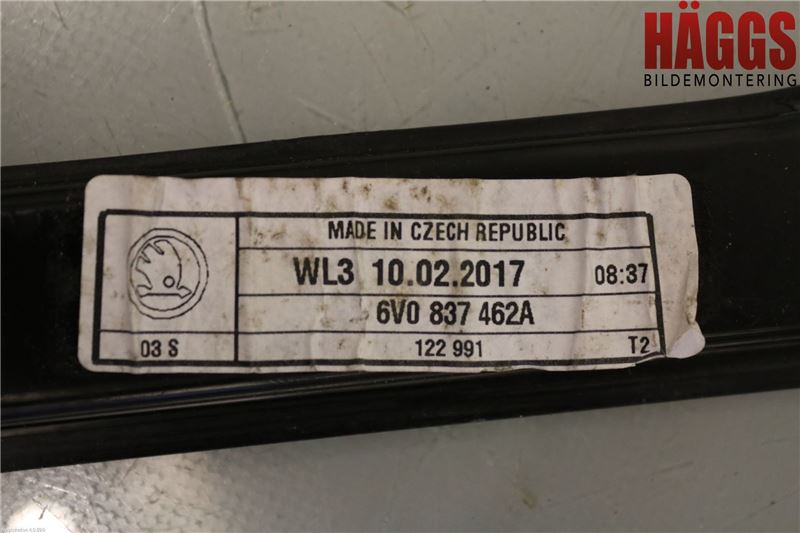 HÄGGS
BILDEMONTERING
MADE IN CZECH REPUBLIC
WL3 10.02.2017 08:37
6V0 837 462A
03 S 122 991 T2